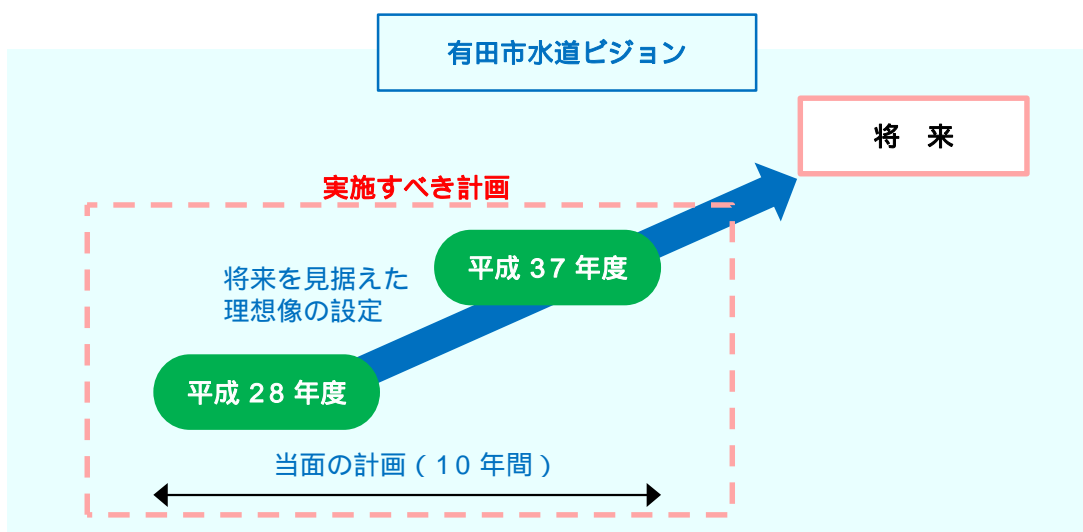 有田市水道ビジョン
将　来
実施すべき計画
平成 37 年度
将来を見据えた
理想像の設定
平成 28 年度
当面の計画（10 年間）